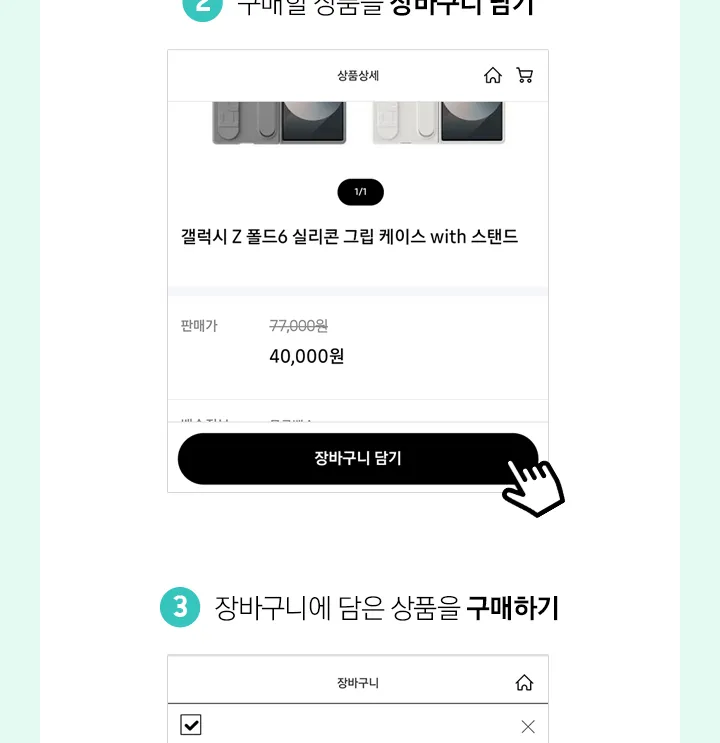 2 구매할 상품을 장바구니 담기
상품상세
1/1
갤럭시 Z 폴드6 실리콘 그립 케이스 with 스탠드
판매가
77,000원
40,000원
장바구니 담기
3 장바구니에 담은 상품을 구매하기
장바구니